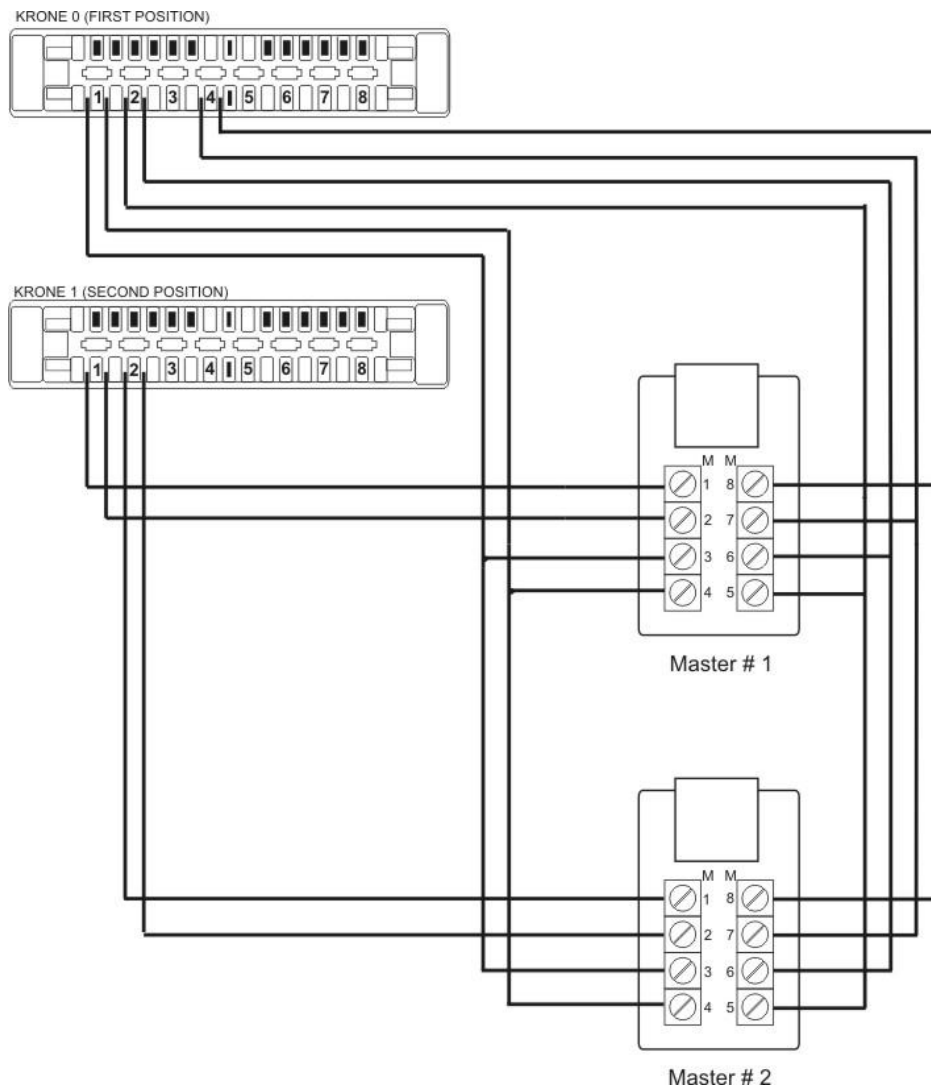 KRONE 0 (FIRST POSITION)
1 2 3 4 5 6 7 8
KRONE 1 (SECOND POSITION)
1 2 3 4 5 6 7 8
M M
1 8
2 7
3 6
4 5
Master # 1
M M
1 8
2 7
3 6
4 5
Master # 2